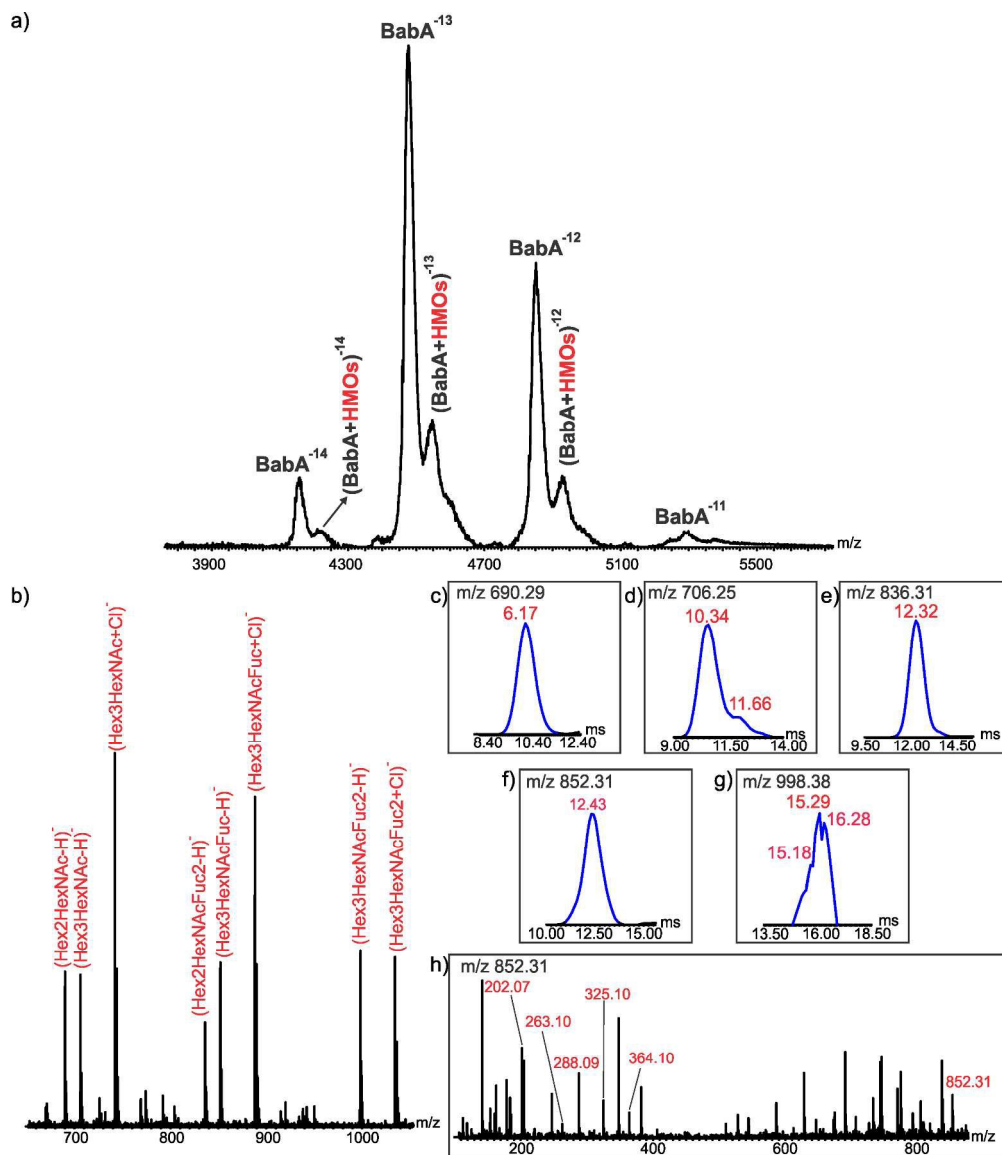 a)
BabA-13
(BabA+HMOs)-13
BabA-12
(BabA+HMOs)-12
BabA-14
(BabA+HMOs)-14
BabA-11
m/z
3900 4300 4700 5100 5500
b)
(Hex2HexNAc-H)-
(Hex3HexNAc-H)-
(Hex3HexNAc+Cl)-
(Hex2HexNAcFuc2-H)-
(Hex3HexNAcFuc-H)-
(Hex3HexNAcFuc+Cl)-
(Hex3HexNAcFuc2-H)-
(Hex3HexNAcFuc2+Cl)-
700 800 900 1000 m/z
c) m/z 690.29
6.17
ms
8.40 10.40 12.40
d) m/z 706.25
10.34
11.66
ms
9.00 11.50 14.00
e) m/z 836.31
12.32
ms
9.50 12.00 14.50
f) m/z 852.31
12.43
ms
10.00 12.50 15.00
g) m/z 998.38
15.29
16.28
15.18
ms
13.50 16.00 18.50
h) m/z 852.31
202.07
325.10
263.10
288.09
364.10
852.31
200 400 600 800 m/z